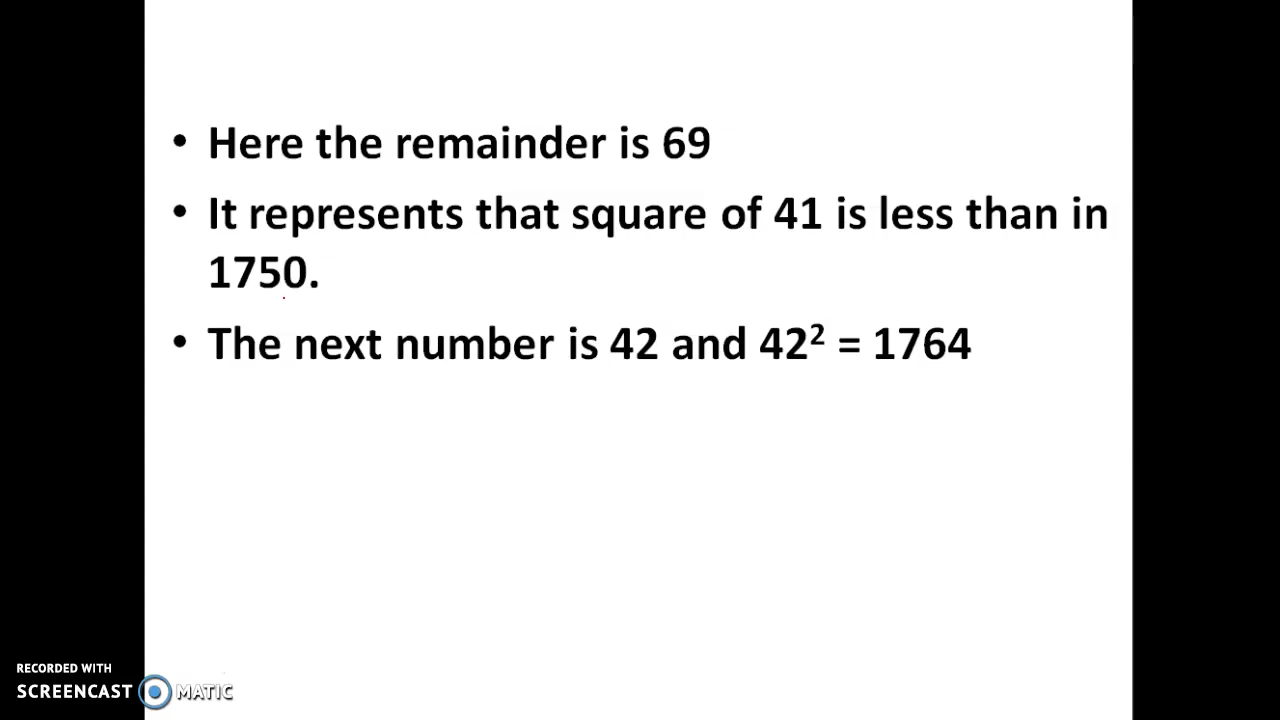 • Here the remainder is 69
• It represents that square of 41 is less than in
1750.
• The next number is 42 and 42² = 1764
RECORDED WITH
SCREENCAST MATIC